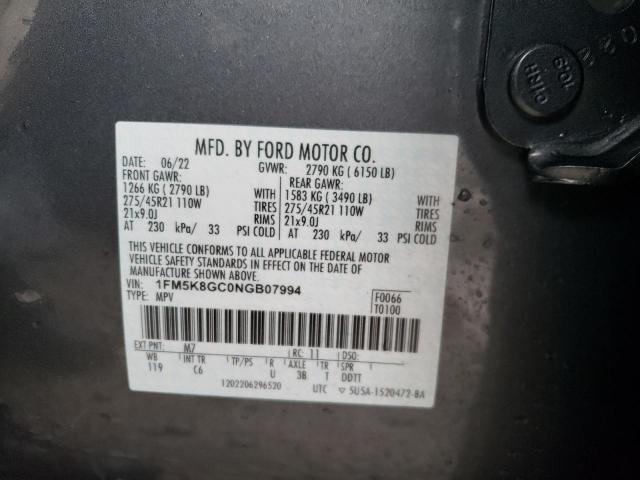 MFD. BY FORD MOTOR CO.
DATE: 06/22 GVWR: 2790 KG ( 6150 LB)
FRONT GAWR: REAR GAWR:
1266 KG ( 2790 LB) WITH 1583 KG ( 3490 LB) WITH
275/45R21 110W TIRES 275/45R21 110W TIRES
21x9.0J RIMS 21x9.0J RIMS
AT 230 kPa/ 33 PSI COLD AT 230 kPa/ 33 PSI COLD
THIS VEHICLE CONFORMS TO ALL APPLICABLE FEDERAL MOTOR
VEHICLE SAFETY STANDARDS IN EFFECT ON THE DATE OF
MANUFACTURE SHOWN ABOVE.
VIN: 1FM5K8GC0NGB07994 F0066
TYPE: MPV T0100
EXT PNT: M7 RC: 11 DSO:
WB INT TR TP/PS R AXLE TR SPR
119 C6 U 3B T DDTT
1202206296520 UTC ▽ 5USA-1520472-BA